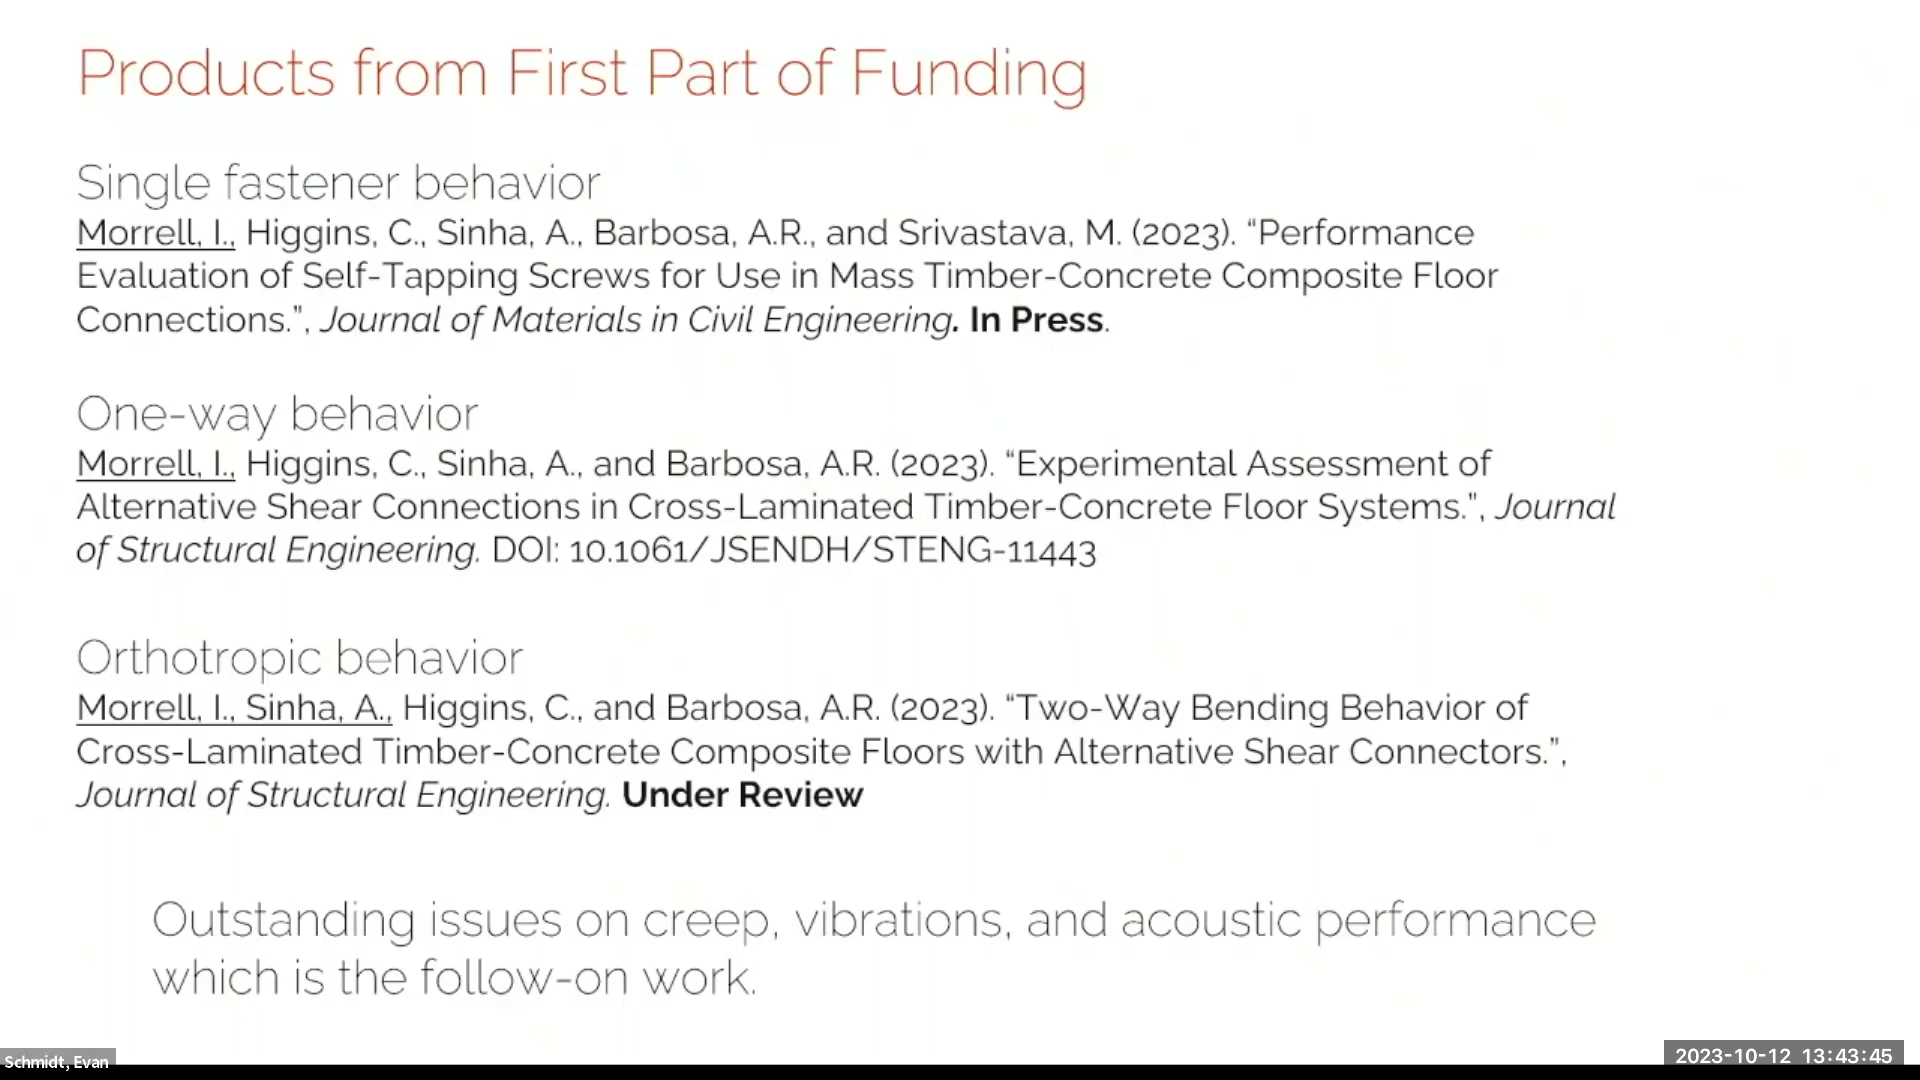 Products from First Part of Funding
Single fastener behavior
Morrell, I., Higgins, C., Sinha, A., Barbosa, A.R., and Srivastava, M. (2023). “Performance
Evaluation of Self-Tapping Screws for Use in Mass Timber-Concrete Composite Floor
Connections.”, Journal of Materials in Civil Engineering. In Press.
One-way behavior
Morrell, I., Higgins, C., Sinha, A., and Barbosa, A.R. (2023). “Experimental Assessment of
Alternative Shear Connections in Cross-Laminated Timber-Concrete Floor Systems.”, Journal
of Structural Engineering. DOI: 10.1061/JSENDH/STENG-11443
Orthotropic behavior
Morrell, I., Sinha, A., Higgins, C., and Barbosa, A.R. (2023). “Two-Way Bending Behavior of
Cross-Laminated Timber-Concrete Composite Floors with Alternative Shear Connectors.”,
Journal of Structural Engineering. Under Review
Outstanding issues on creep, vibrations, and acoustic performance
which is the follow-on work.
Schmidt, Evan
2023-10-12 13:43:45